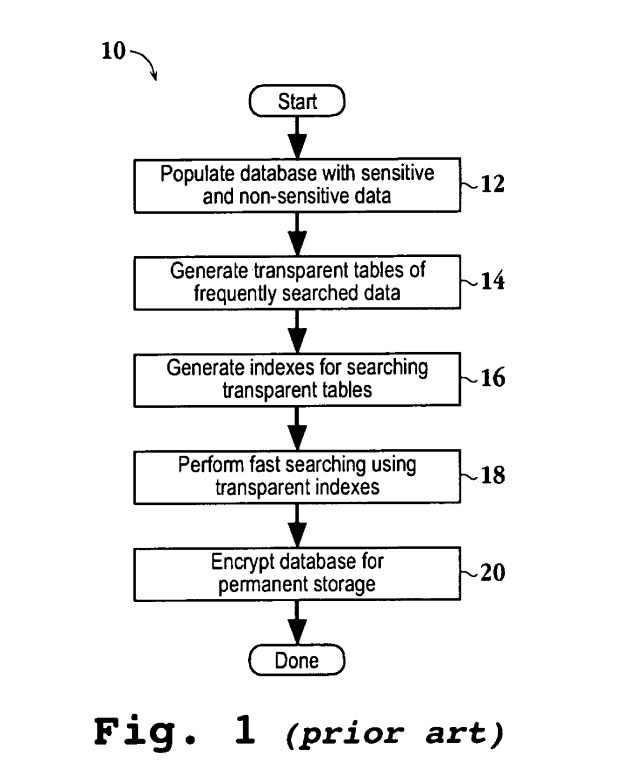 10
Start
Populate database with sensitive
and non-sensitive data
12
Generate transparent tables of
frequently searched data
14
Generate indexes for searching
transparent tables
16
Perform fast searching using
transparent indexes
18
Encrypt database for
permanent storage
20
Done
Fig. 1 (prior art)